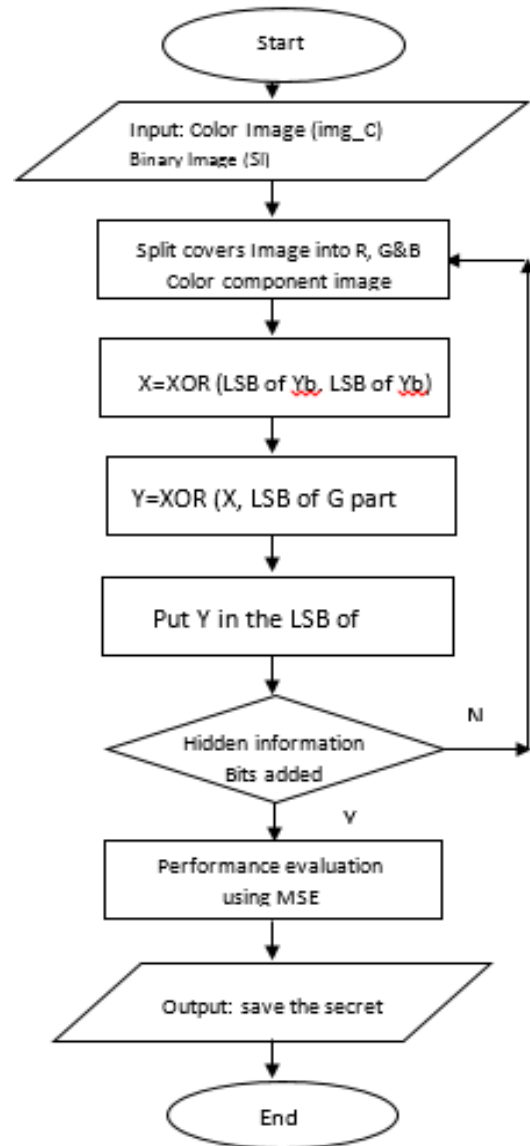 Start
Input: Color Image (img_C)
Binary Image (SI)
Split covers Image into R, G&B
Color component image
X=XOR (LSB of Yb, LSB of Yb)
Y=XOR (X, LSB of G part
Put Y in the LSB of
N
Hidden information
Bits added
Y
Performance evaluation
using MSE
Output: save the secret
End